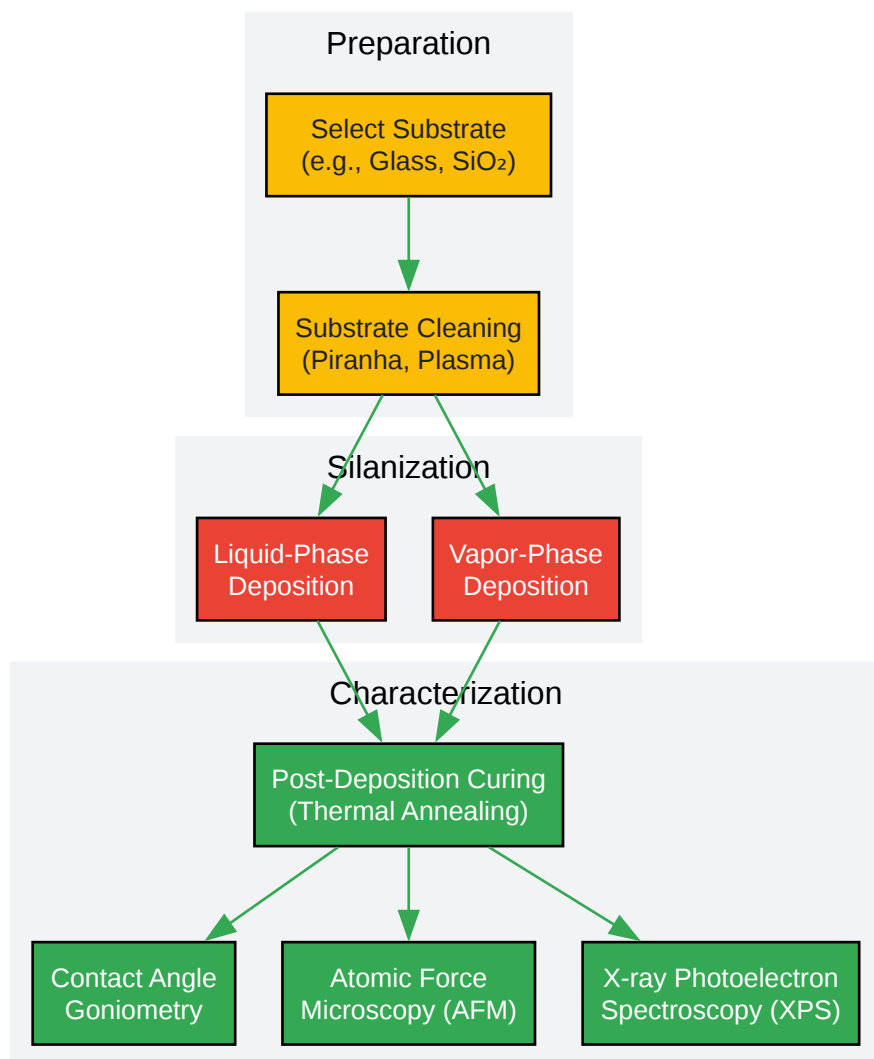 Preparation
Select Substrate
(e.g., Glass, SiO₂)
Substrate Cleaning
(Piranha, Plasma)
Silanization
Liquid-Phase
Deposition
Vapor-Phase
Deposition
Characterization
Post-Deposition Curing
(Thermal Annealing)
Contact Angle
Goniometry
Atomic Force
Microscopy (AFM)
X-ray Photoelectron
Spectroscopy (XPS)